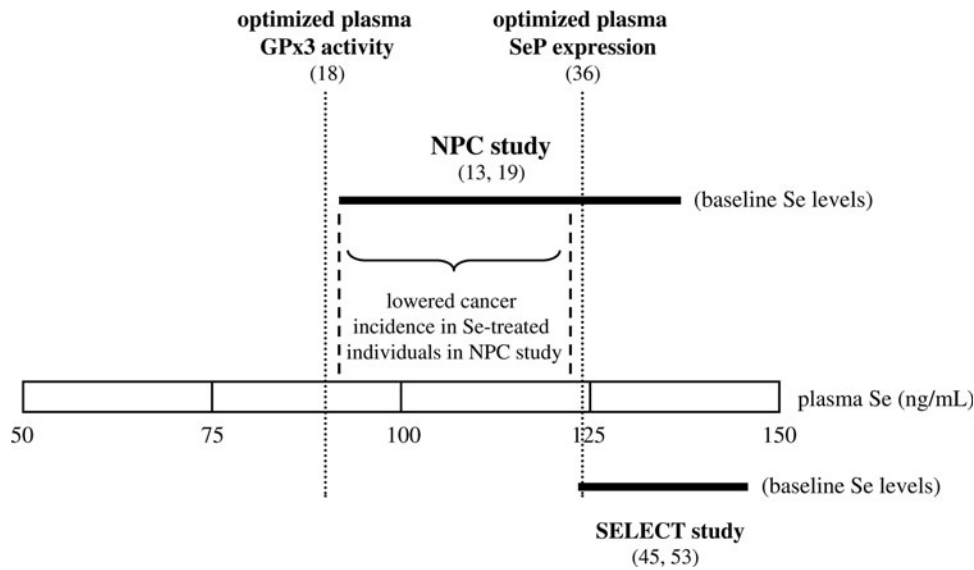 optimized plasma
GPx3 activity
(18)
optimized plasma
SeP expression
(36)
NPC study
(13, 19)
(baseline Se levels)
lowered cancer
incidence in Se-treated
individuals in NPC study
plasma Se (ng/mL)
50 75 100 125 150
(baseline Se levels)
SELECT study
(45, 53)